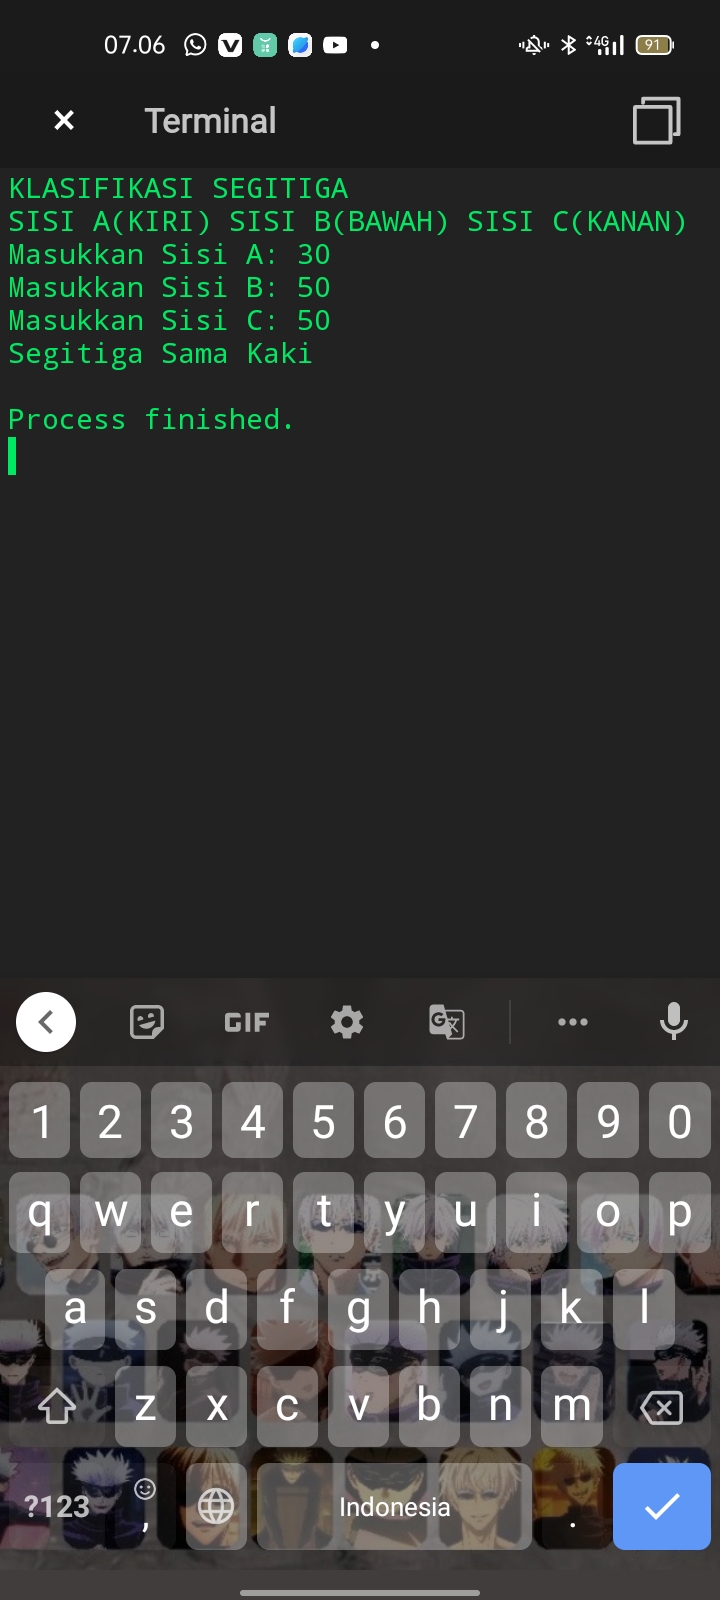 07.06
4G
91
Terminal
KLASIFIKASI SEGITIGA
SISI A(KIRI) SISI B(BAWAH) SISI C(KANAN)
Masukkan Sisi A: 30
Masukkan Sisi B: 50
Masukkan Sisi C: 50
Segitiga Sama Kaki
Process finished.
GIF
1 2 3 4 5 6 7 8 9 0
q w e r t y u i o p
a s d f g h j k l
z x c v b n m
?123 , Indonesia .